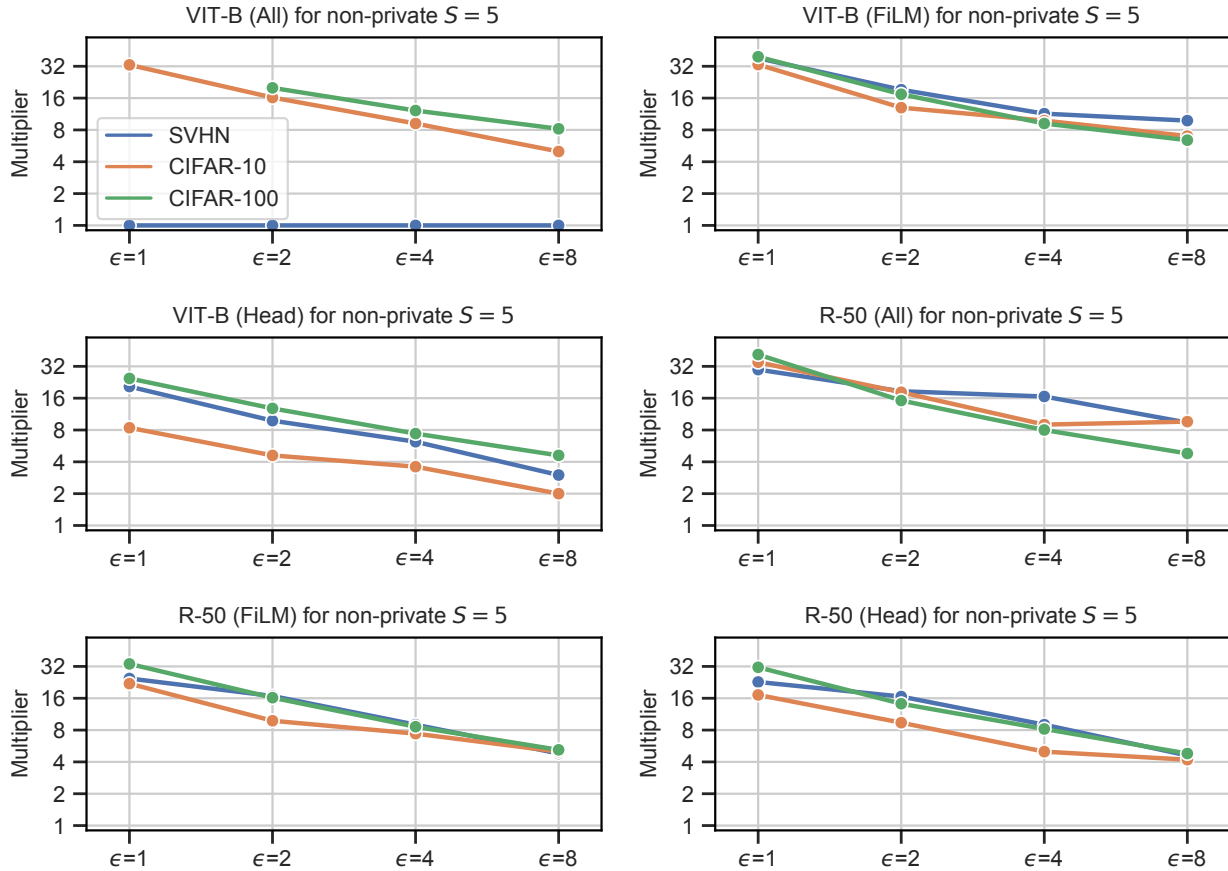 VIT-B (All) for non-private S = 5
Multiplier
32
16
8
4
2
1
SVHN
CIFAR-10
CIFAR-100
ϵ=1
ϵ=2
ϵ=4
ϵ=8
VIT-B (FiLM) for non-private S = 5
Multiplier
32
16
8
4
2
1
ϵ=1
ϵ=2
ϵ=4
ϵ=8
VIT-B (Head) for non-private S = 5
Multiplier
32
16
8
4
2
1
ϵ=1
ϵ=2
ϵ=4
ϵ=8
R-50 (All) for non-private S = 5
Multiplier
32
16
8
4
2
1
ϵ=1
ϵ=2
ϵ=4
ϵ=8
R-50 (FiLM) for non-private S = 5
Multiplier
32
16
8
4
2
1
ϵ=1
ϵ=2
ϵ=4
ϵ=8
R-50 (Head) for non-private S = 5
Multiplier
32
16
8
4
2
1
ϵ=1
ϵ=2
ϵ=4
ϵ=8